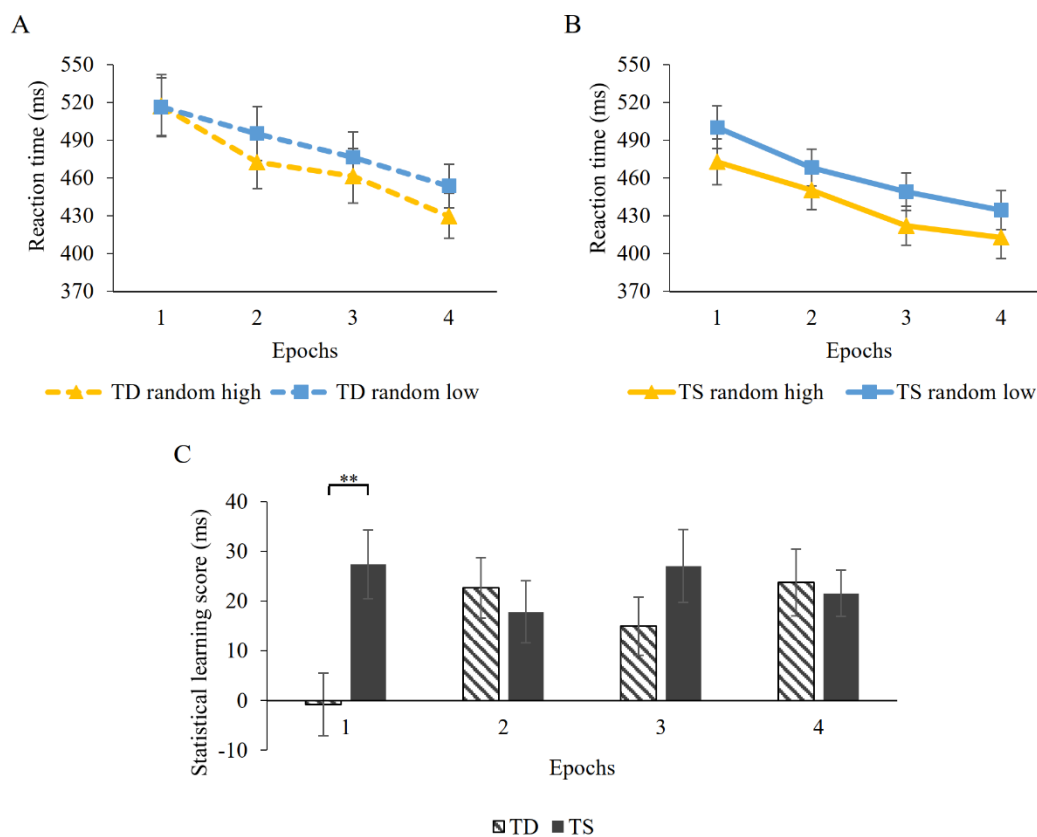 A
Reaction time (ms)
550
520
490
460
430
400
370
1 2 3 4
Epochs
TD random high TD random low
B
Reaction time (ms)
550
520
490
460
430
400
370
1 2 3 4
Epochs
TS random high TS random low
C
Statistical learning score (ms)
**
40
30
20
10
0
-10
1 2 3 4
Epochs
TD TS